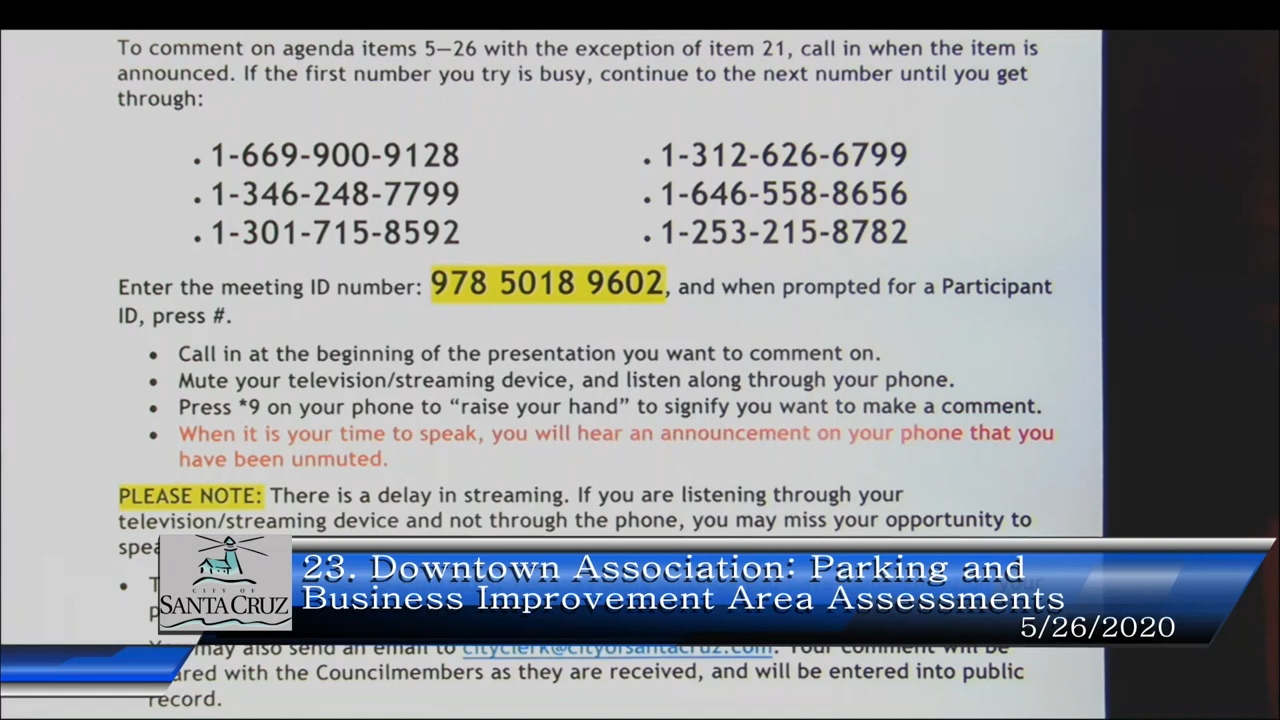 To comment on agenda items 5–26 with the exception of item 21, call in when the item is
announced. If the first number you try is busy, continue to the next number until you get
through:
• 1-669-900-9128
• 1-312-626-6799
• 1-346-248-7799
• 1-646-558-8656
• 1-301-715-8592
• 1-253-215-8782
Enter the meeting ID number: 978 5018 9602, and when prompted for a Participant
ID, press #.
• Call in at the beginning of the presentation you want to comment on.
• Mute your television/streaming device, and listen along through your phone.
• Press *9 on your phone to “raise your hand” to signify you want to make a comment.
• When it is your time to speak, you will hear an announcement on your phone that you
have been unmuted.
PLEASE NOTE: There is a delay in streaming. If you are listening through your
television/streaming device and not through the phone, you may miss your opportunity to
CITY OF
SANTA CRUZ
23. Downtown Association: Parking and
Business Improvement Area Assessments
5/26/2020
may also send an email to cityclerk@cityofsantacruz.com. Your comment will be
with the Councilmembers as they are received, and will be entered into public
record.